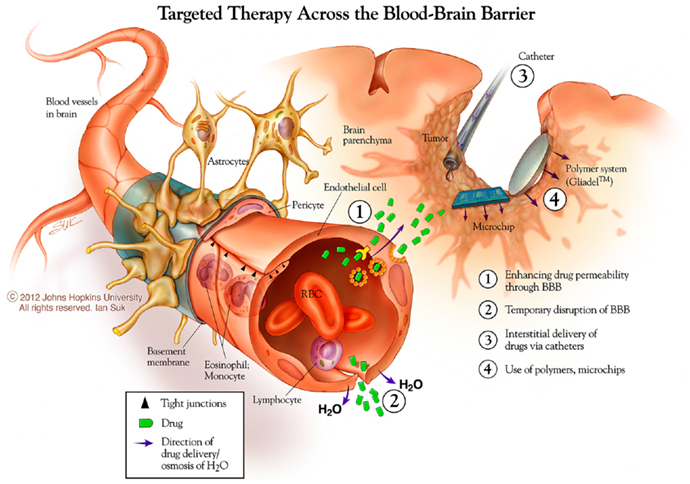 Targeted Therapy Across the Blood-Brain Barrier
Catheter
3
Blood vessels
in brain
Brain
parenchyma
Tumor
Astrocytes
Polymer system
(Gliadel™)
Endothelial cell
Pericyte
1
4
Microchip
SUK
© 2012 Johns Hopkins University
All rights reserved. Ian Suk
RBC
1 Enhancing drug permeability
through BBB
2 Temporary disruption of BBB
3 Interstitial delivery of
drugs via catheters
4 Use of polymers, microchips
Basement
membrane
Eosinophil;
Monocyte
Lymphocyte
H2O
H2O
2
Tight junctions
Drug
Direction of
drug delivery/
osmosis of H2O